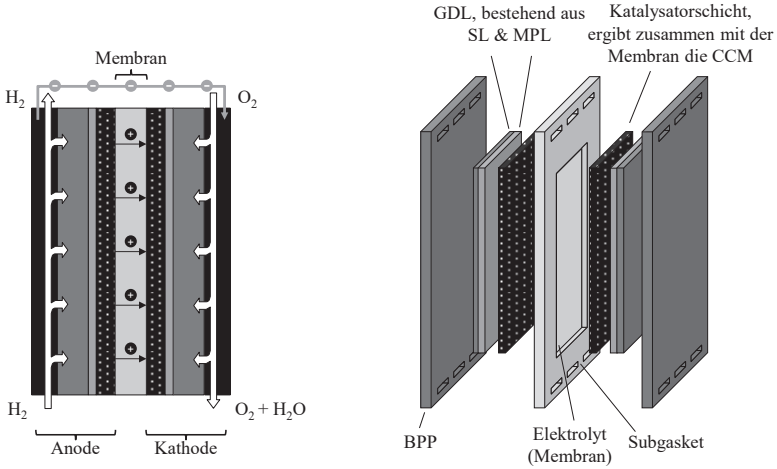 Membran
H2
O2
H2
O2 + H2O
Anode
Kathode
GDL, bestehend aus
SL & MPL
Katalysatorschicht,
ergibt zusammen mit der
Membran die CCM
BPP
Elektrolyt
(Membran)
Subgasket